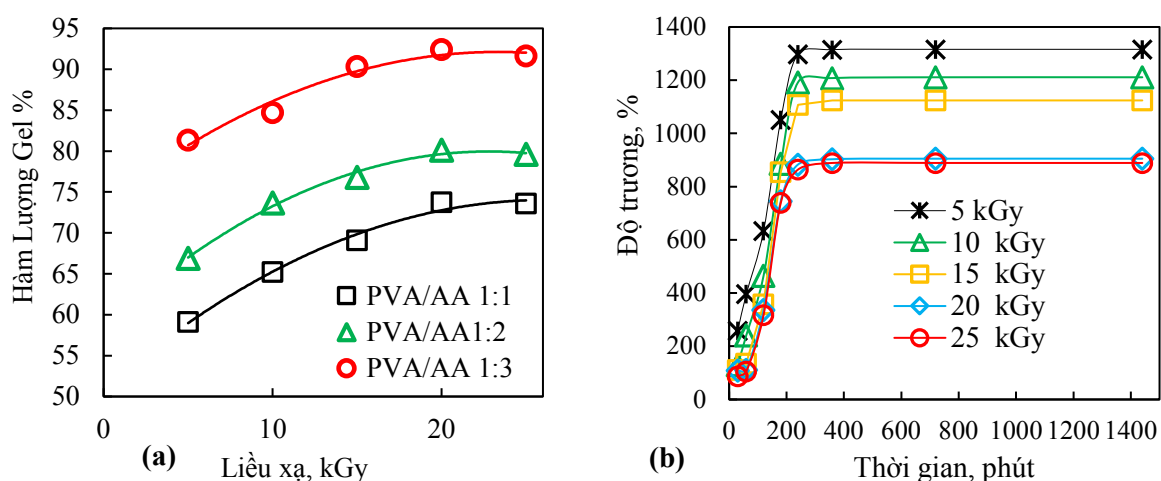 Hàm Lượng Gel %
95
90
85
80
75
70
65
60
55
50
0
10
20
Liều xạ, kGy
PVA/AA 1:1
PVA/AA1:2
PVA/AA 1:3
(a)
Độ trương, %
1400
1200
1000
800
600
400
200
0
0 200 400 600 800 1000 1200 1400
Thời gian, phút
5 kGy
10 kGy
15 kGy
20 kGy
25 kGy
(b)